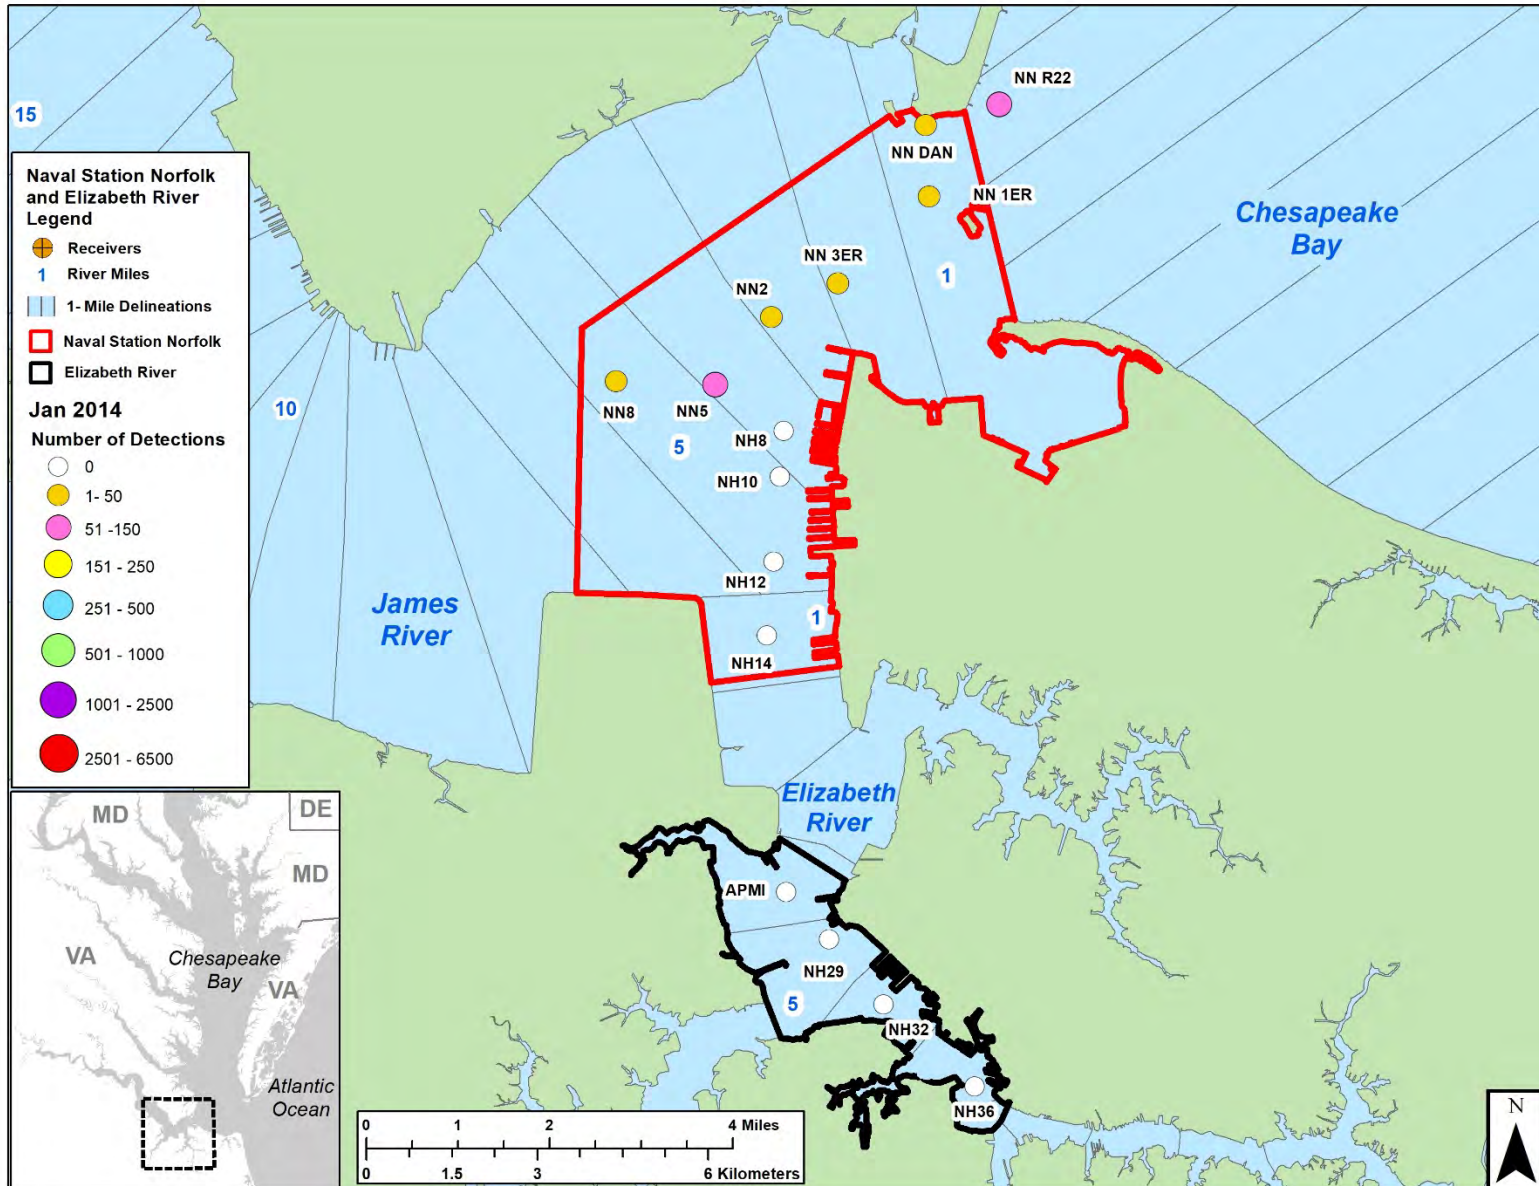 15
NN R22
NN DAN
NN 1ER
Chesapeake
Bay
Naval Station Norfolk
and Elizabeth River
Legend
Receivers
1 River Miles
1- Mile Delineations
Naval Station Norfolk
Elizabeth River
Jan 2014
Number of Detections
0
1- 50
51 -150
151 - 250
251 - 500
501 - 1000
1001 - 2500
2501 - 6500
NN 3ER
1
NN2
NN8
NN5
10
5
NH8
NH10
NH12
James
River
1
NH14
Elizabeth
River
APMI
NH29
5
NH32
NH36
MD
DE
MD
VA
Chesapeake
Bay
VA
Atlantic
Ocean
0 1 2 4 Miles
0 1.5 3 6 Kilometers
N